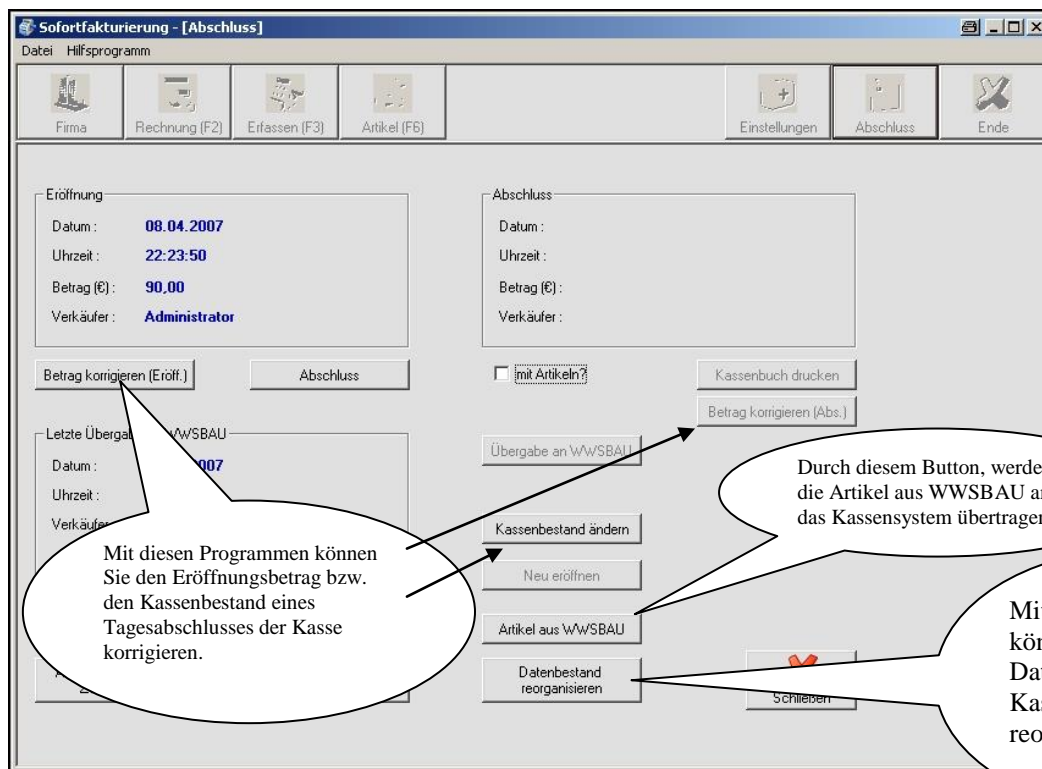 Sofortfakturierung - [Abschluss]
Datei Hilfsprogramm
Firma
Rechnung (F2)
Erfassen (F3)
Artikel (F6)
Einstellungen
Abschluss
Ende
Eröffnung
Datum : 08.04.2007
Uhrzeit : 22:23:50
Betrag (€) : 90,00
Verkäufer : Administrator
Abschluss
Datum :
Uhrzeit :
Betrag (€) :
Verkäufer :
Betrag korrigieren (Eröff.)
Abschluss
mit Artikeln?
Kassenbuch drucken
Betrag korrigieren (Abs.)
Letzte WWSBAU
Datum :
Uhrzeit :
Übergabe an WWSBAU
Kassenbestand ändern
Neu eröffnen
Artikel aus WWSBAU
Datenbestand
reorganisieren
Schließen
Mit diesen Programmen können
Sie den Eröffnungsbetrag bzw.
den Kassenbestand eines
Tagesabschlusses der Kasse
korrigieren.
Durch diesem Button, werde
die Artikel aus WWSBAU a
das Kassensystem übertrage